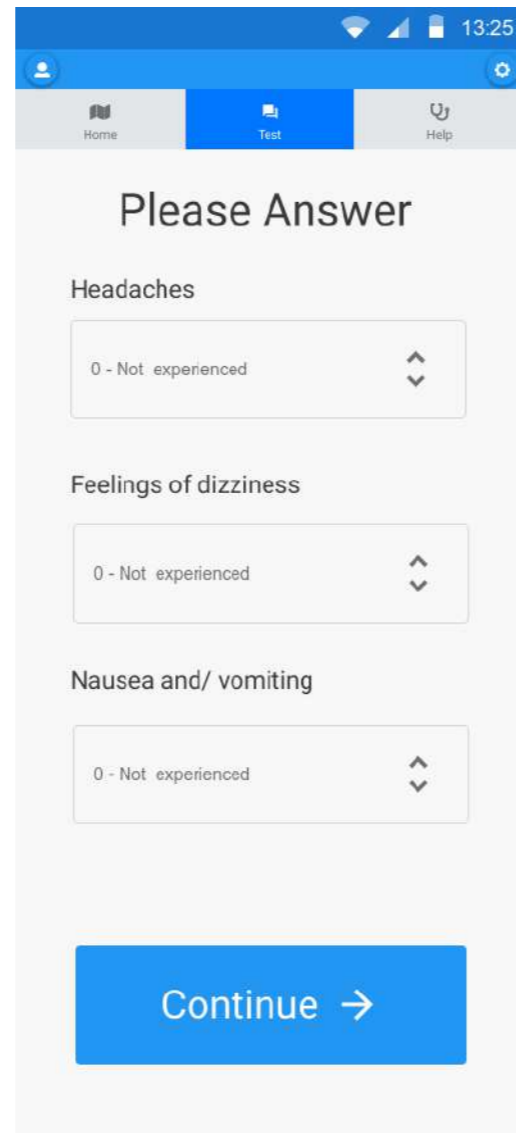 13:25
Home Test Help
Please Answer
Headaches
0 - Not experienced
Feelings of dizziness
0 - Not experienced
Nausea and/ vomiting
0 - Not experienced
Continue →